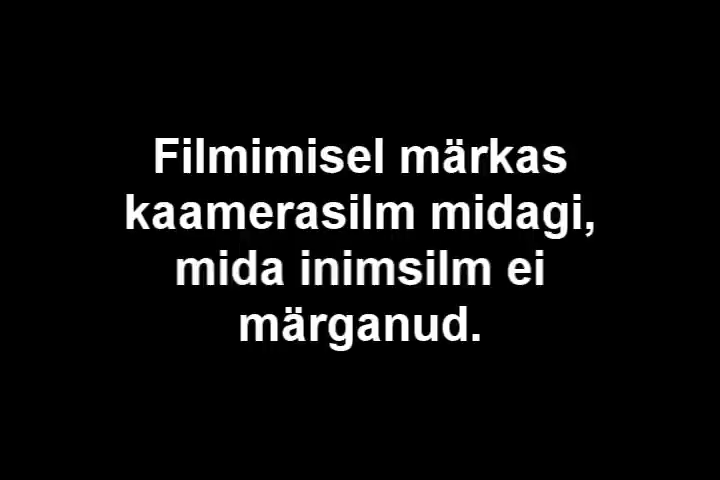 Filmimisel märkas
kaamerasilm midagi,
mida inimsilm ei
märganud.